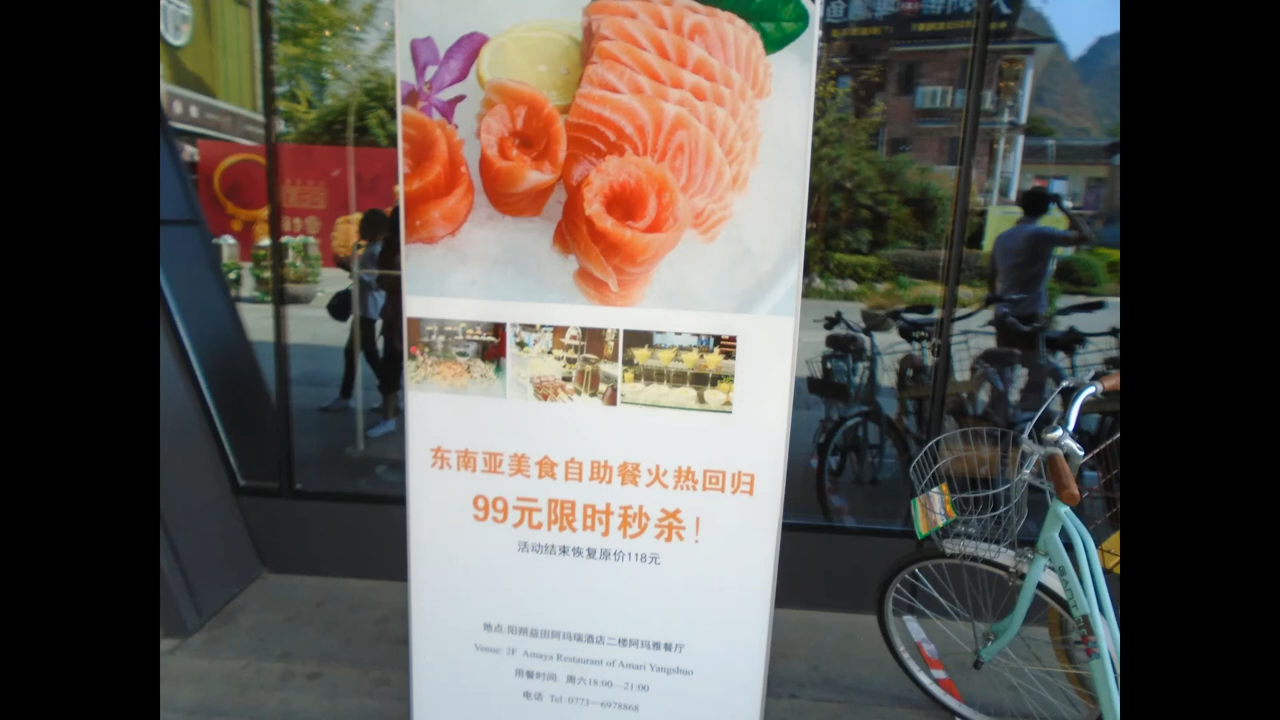 东南亚美食自助餐火热回归
99元限时秒杀!
活动结束恢复原价118元
地点:阳朔益田阿玛瑞酒店二楼阿玛雅餐厅
Venue: 2F Amaya Restaurant of Amari Yangshuo
用餐时间 周六18:00—21:00
电话 Tel :0773—6978868
GIANT